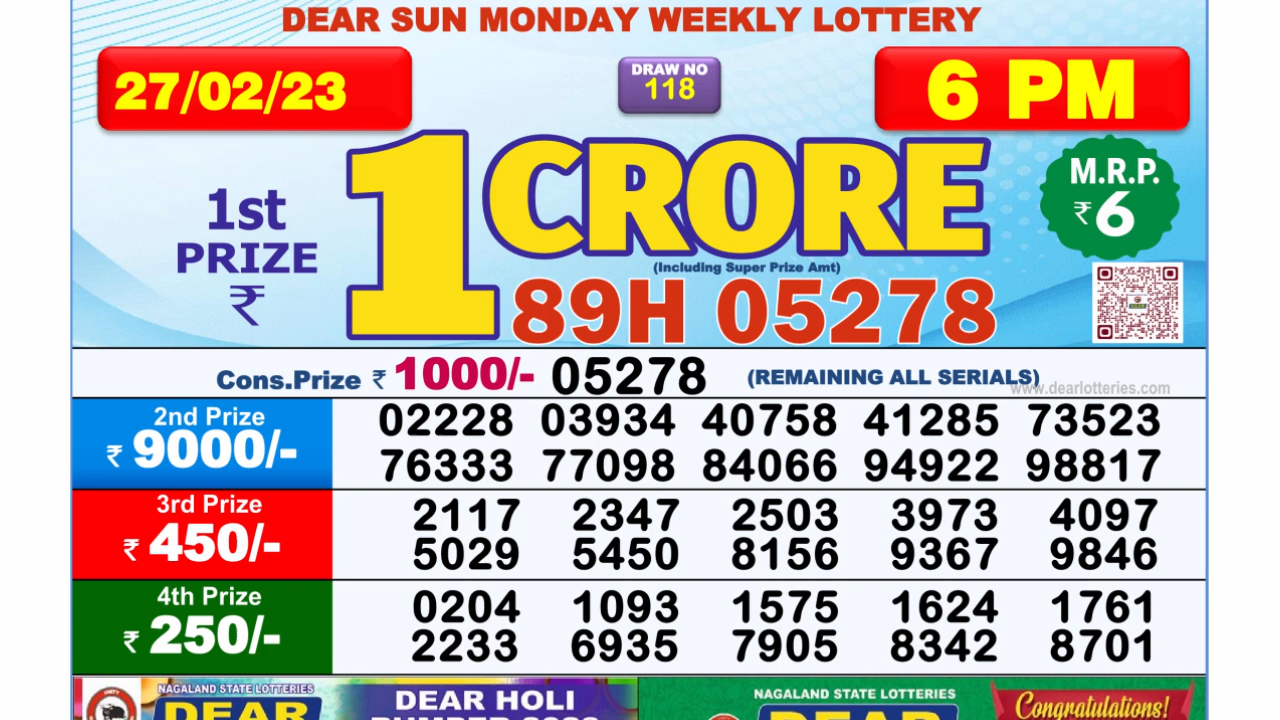 DEAR SUN MONDAY WEEKLY LOTTERY
27/02/23
DRAW NO
118
6 PM
1st
PRIZE
₹
1 CRORE
(Including Super Prize Amt)
89H 05278
M.R.P.
₹6
Cons.Prize ₹ 1000/- 05278 (REMAINING ALL SERIALS)
www.dearlotteries.com
2nd Prize
₹ 9000/-
02228 03934 40758 41285 73523
76333 77098 84066 94922 98817
3rd Prize
₹ 450/-
2117 2347 2503 3973 4097
5029 5450 8156 9367 9846
4th Prize
₹ 250/-
0204 1093 1575 1624 1761
2233 6935 7905 8342 8701
NAGALAND STATE LOTTERIES
DEAR
DEAR HOLI
NAGALAND STATE LOTTERIES
DEAR
Congratulations!